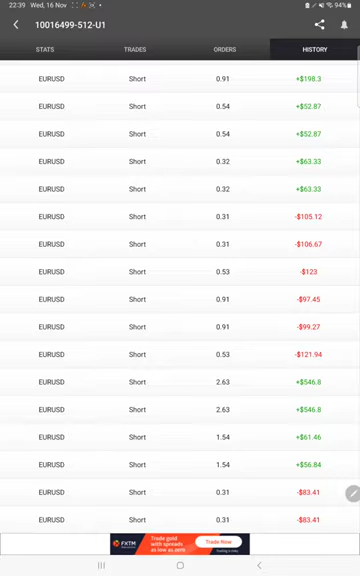 22:39 Wed, 16 Nov 94%
10016499-512-U1
STATS TRADES ORDERS HISTORY
EURUSD Short 0.91 +$198.3
EURUSD Short 0.54 +$52.87
EURUSD Short 0.54 +$52.87
EURUSD Short 0.32 +$63.33
EURUSD Short 0.32 +$63.33
EURUSD Short 0.31 -$105.12
EURUSD Short 0.31 -$106.67
EURUSD Short 0.53 -$123
EURUSD Short 0.91 -$97.45
EURUSD Short 0.91 -$99.27
EURUSD Short 0.53 -$121.94
EURUSD Short 2.63 +$546.8
EURUSD Short 2.63 +$546.8
EURUSD Short 1.54 +$61.46
EURUSD Short 1.54 +$56.84
EURUSD Short 0.31 -$83.41
EURUSD Short 0.31 -$83.41
FXTM
Trade gold
with spreads
as low as zero
Trade Now
Trading is risky